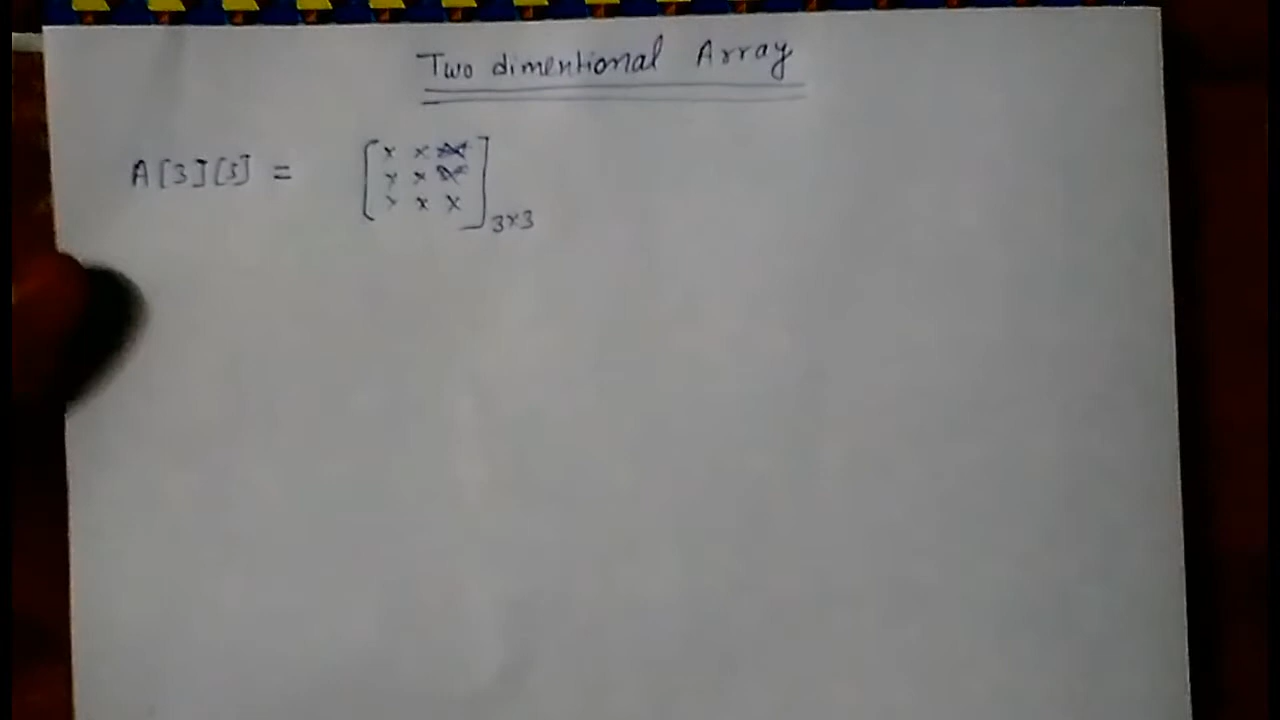 Two dimentional Array
A[3][3] = [x x
x x
x x x] 3x3